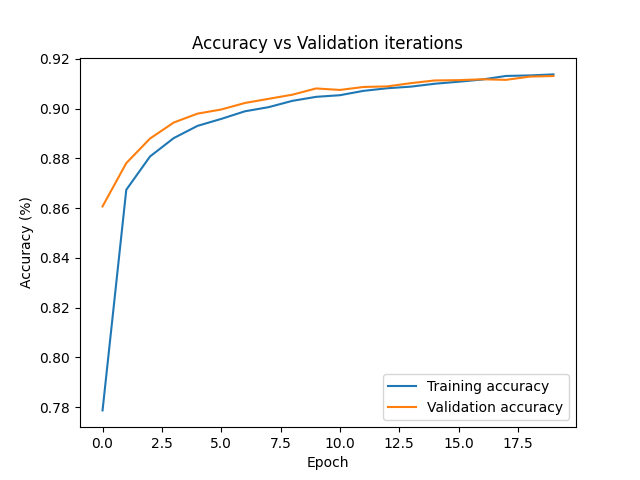 Accuracy vs Validation iterations
0.92
0.90
0.88
0.86
0.84
0.82
0.80
0.78
Accuracy (%)
Training accuracy
Validation accuracy
0.0 2.5 5.0 7.5 10.0 12.5 15.0 17.5
Epoch